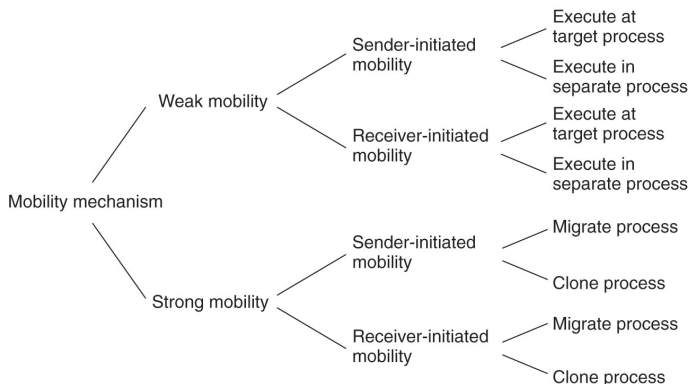 Execute at
target process
Sender-initiated
mobility
Execute in
separate process
Weak mobility
Execute at
target process
Receiver-initiated
mobility
Execute in
separate process
Mobility mechanism
Migrate process
Sender-initiated
mobility
Clone process
Strong mobility
Migrate process
Receiver-initiated
mobility
Clone process